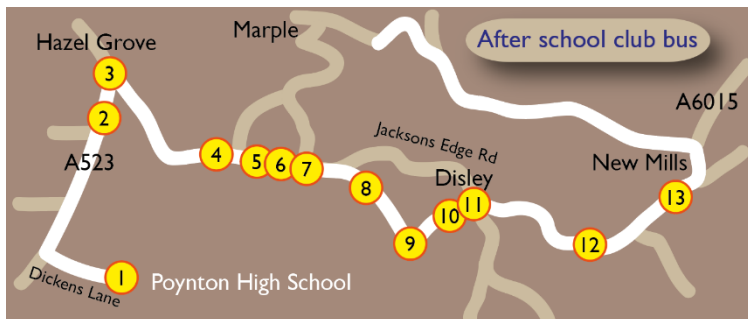 Marple
After school club bus
Hazel Grove
3
A6015
2
Jacksons Edge Rd
A523
4
5
6
7
New Mills
Disley
8
13
11
10
9
12
1
Poynton High School
Dickens Lane